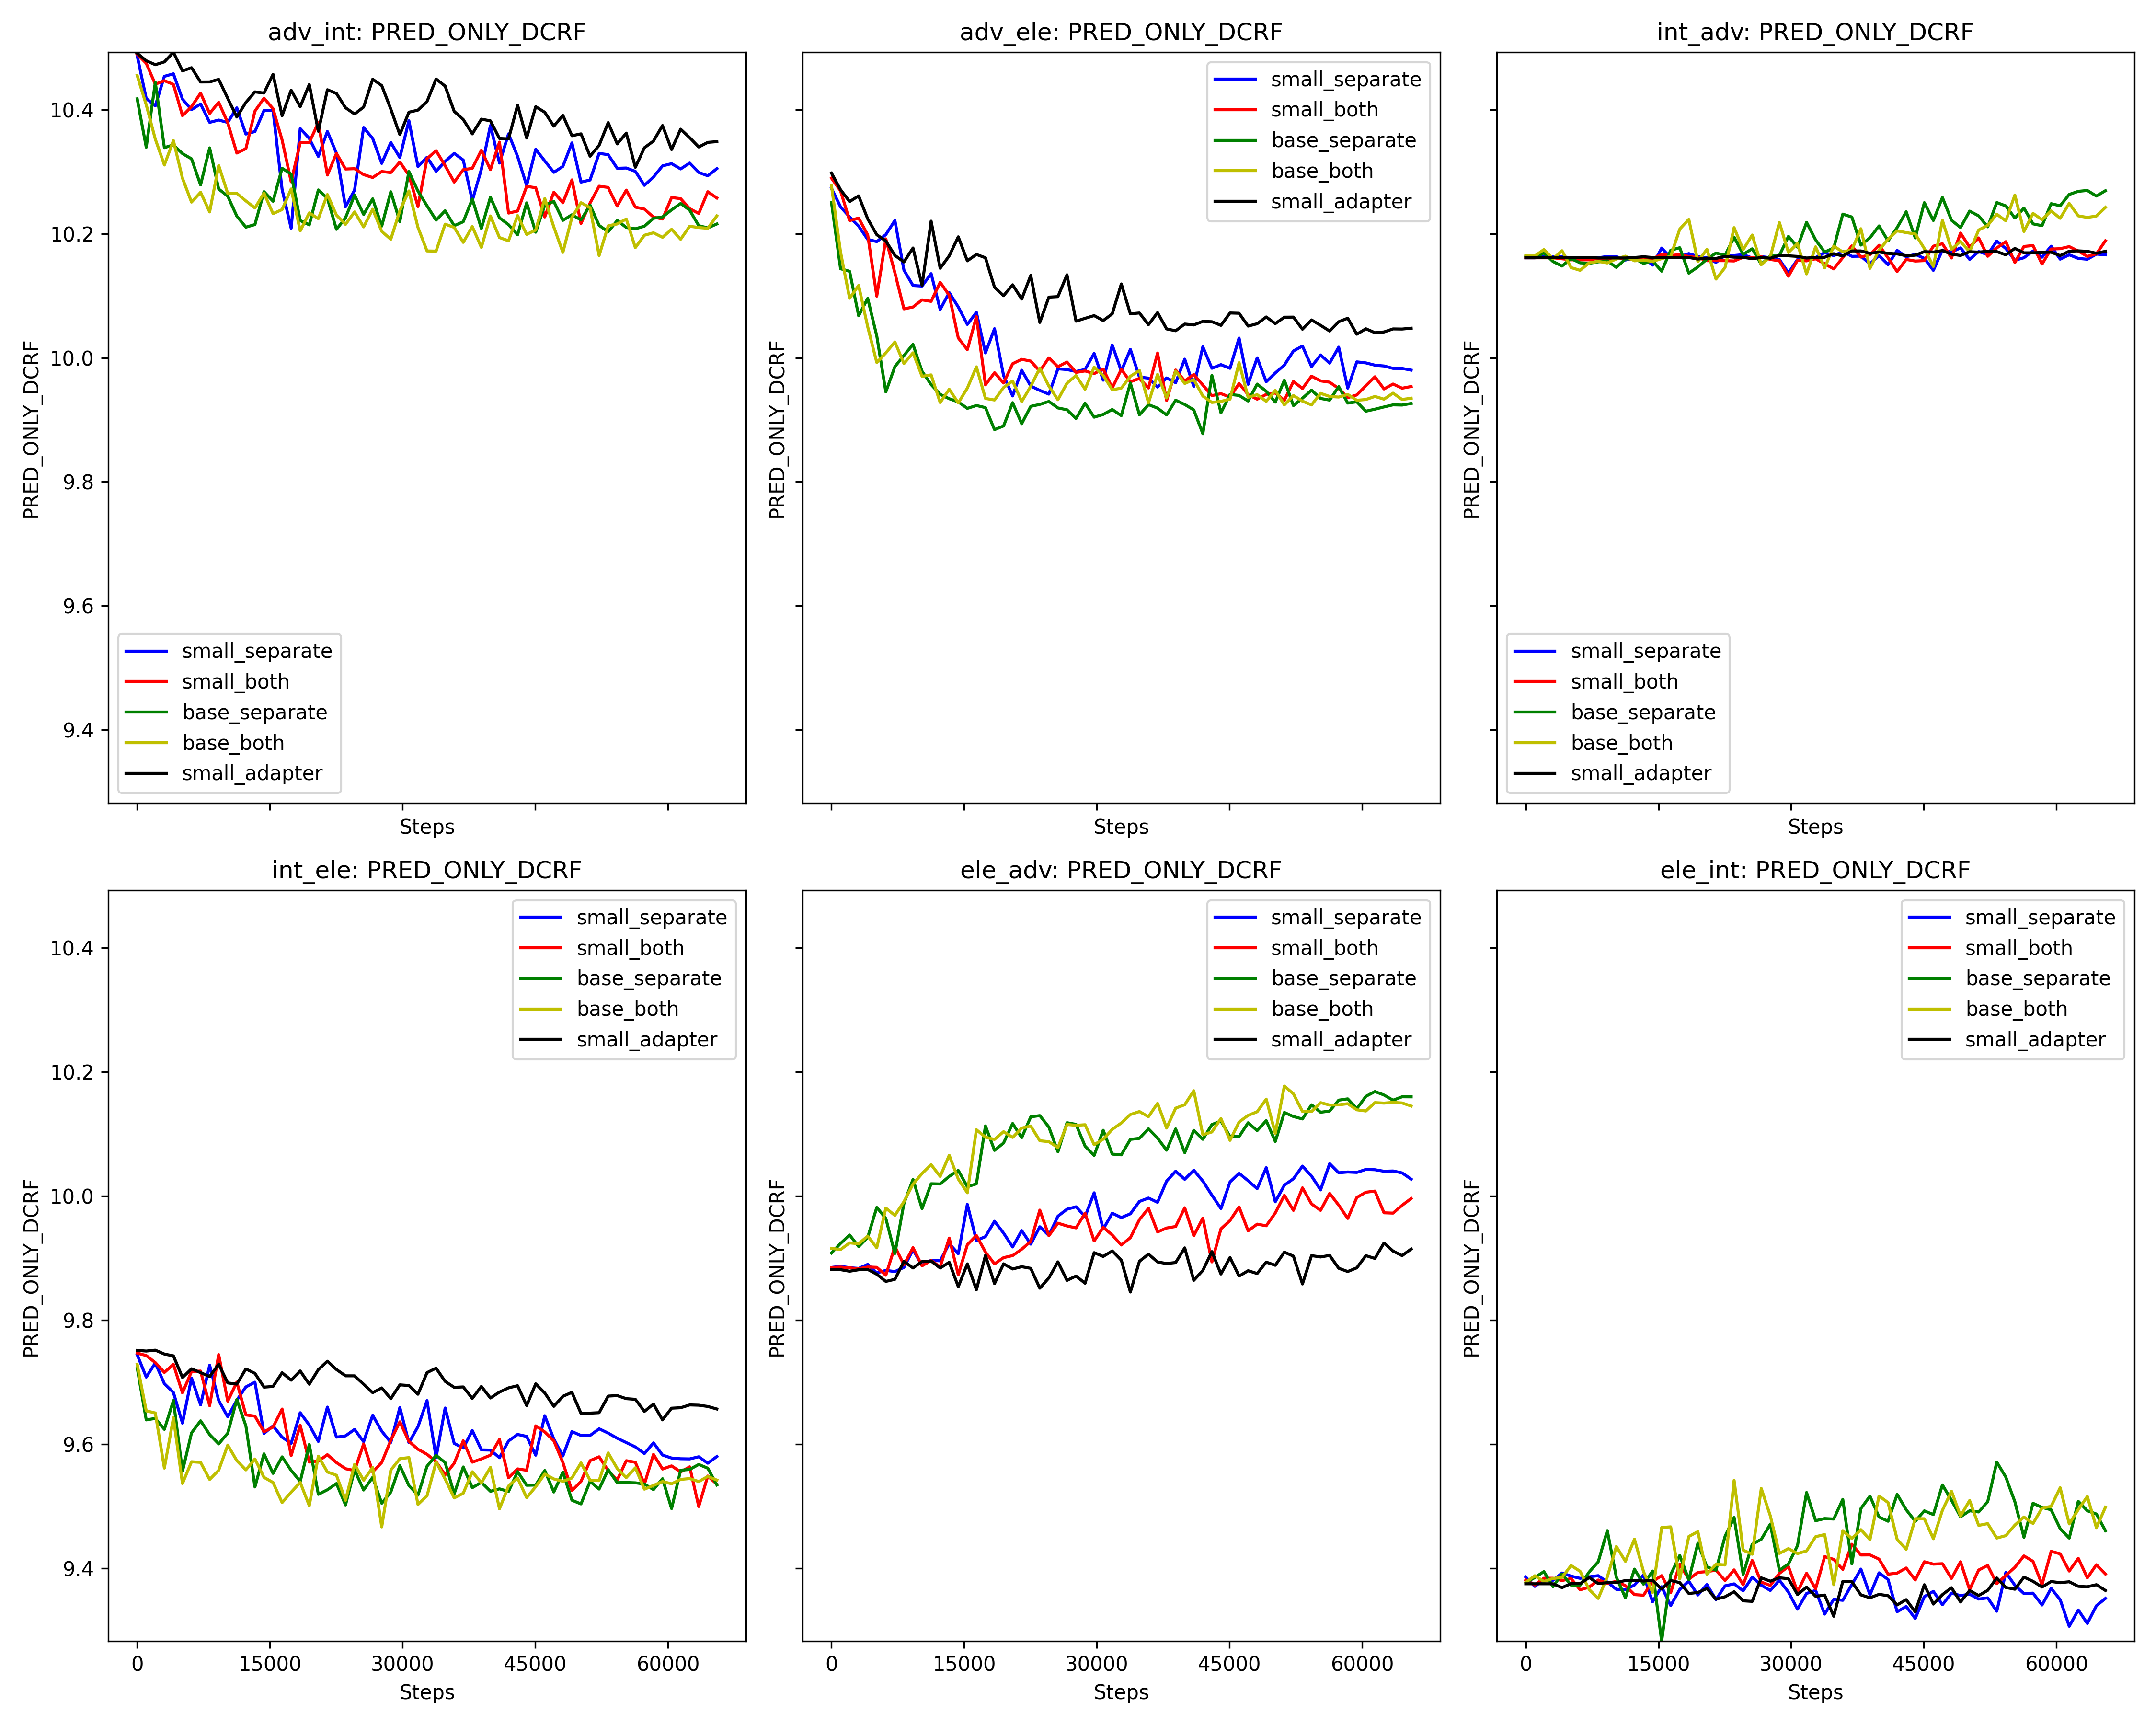 adv_int: PRED_ONLY_DCRF
adv_ele: PRED_ONLY_DCRF
int_adv: PRED_ONLY_DCRF
PRED_ONLY_DCRF
10.4
10.2
10.0
9.8
9.6
9.4
small_separate
small_both
base_separate
base_both
small_adapter
Steps
PRED_ONLY_DCRF
small_separate
small_both
base_separate
base_both
small_adapter
Steps
PRED_ONLY_DCRF
small_separate
small_both
base_separate
base_both
small_adapter
Steps
int_ele: PRED_ONLY_DCRF
ele_adv: PRED_ONLY_DCRF
ele_int: PRED_ONLY_DCRF
PRED_ONLY_DCRF
10.4
10.2
10.0
9.8
9.6
9.4
small_separate
small_both
base_separate
base_both
small_adapter
0 15000 30000 45000 60000
Steps
PRED_ONLY_DCRF
small_separate
small_both
base_separate
base_both
small_adapter
0 15000 30000 45000 60000
Steps
PRED_ONLY_DCRF
small_separate
small_both
base_separate
base_both
small_adapter
0 15000 30000 45000 60000
Steps